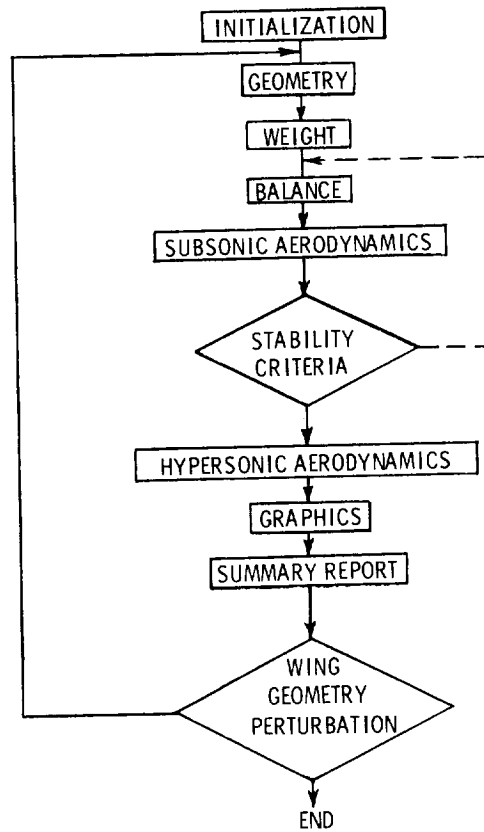 INITIALIZATION
GEOMETRY
WEIGHT
BALANCE
SUBSONIC AERODYNAMICS
STABILITY
CRITERIA
HYPERSONIC AERODYNAMICS
GRAPHICS
SUMMARY REPORT
WING
GEOMETRY
PERTURBATION
END